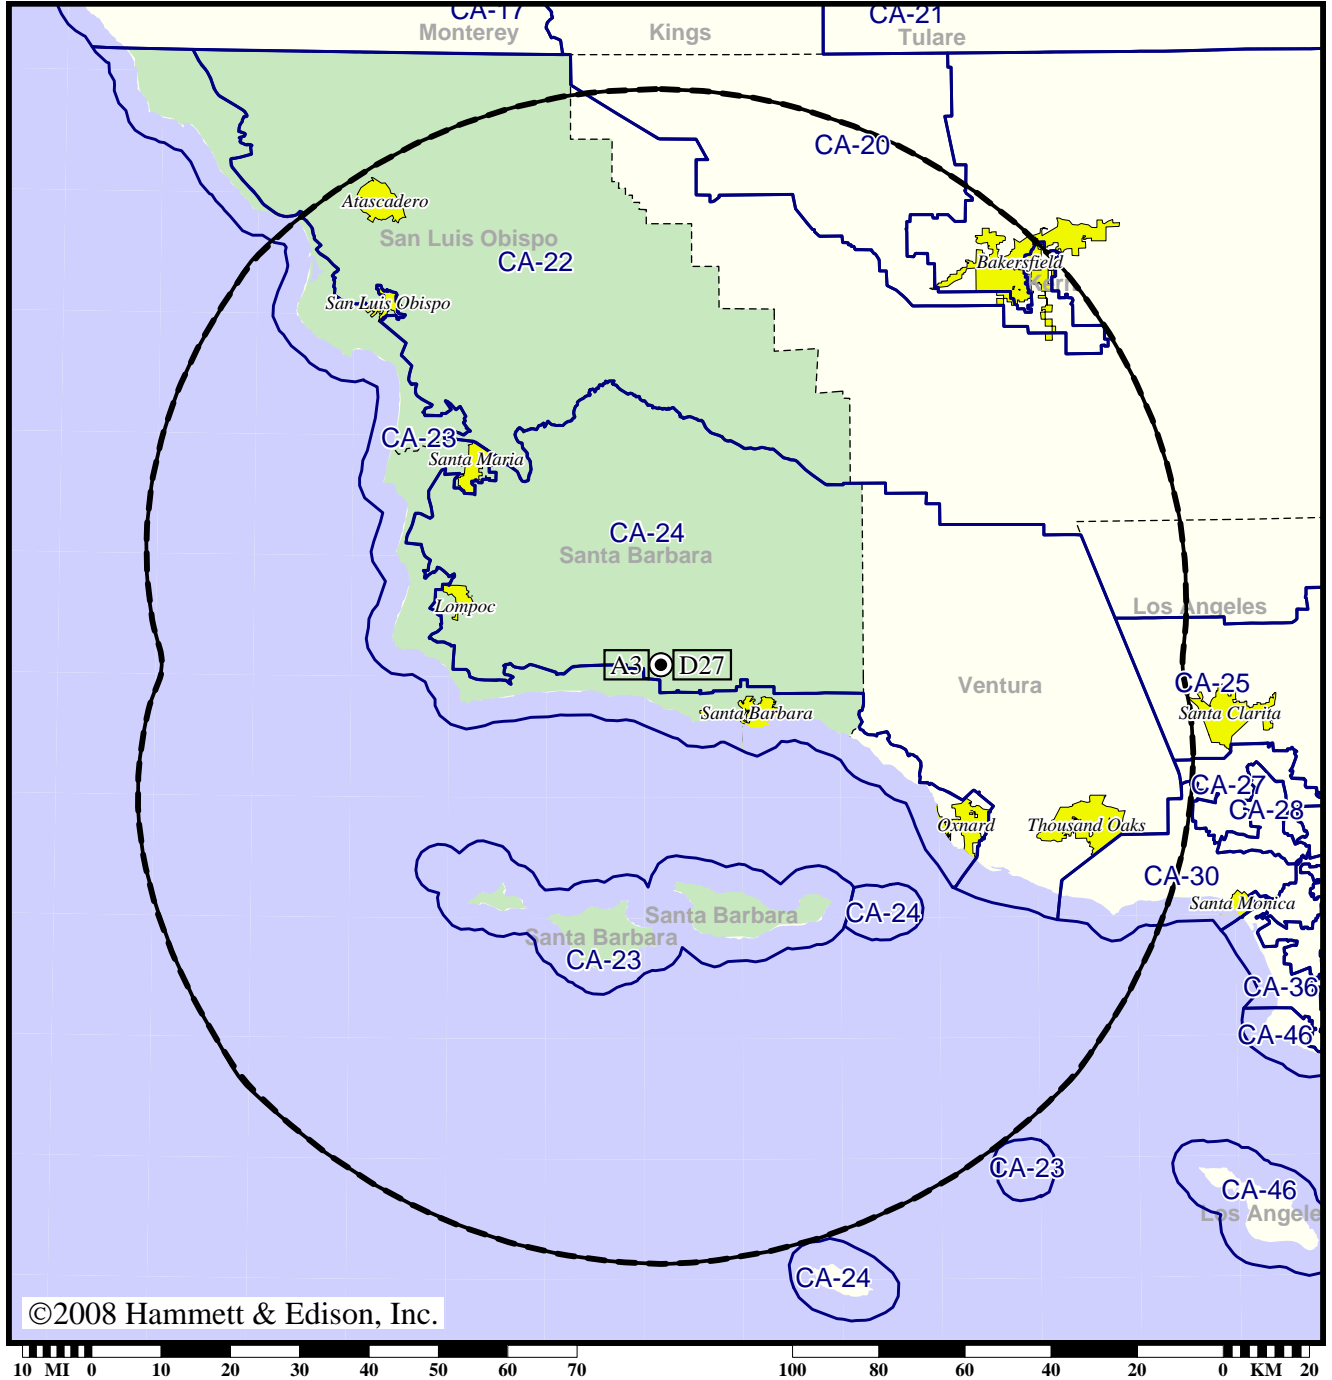 CA-17
CA-21
Monterey
Kings
Tulare
CA-20
Atascadero
San Luis Obispo
CA-22
Bakersfield
Kern
San Luis Obispo
CA-23
Santa Maria
CA-24
Santa Barbara
Lompoc
Los Angeles
A3 D27
Ventura
CA-25
Santa Barbara
Santa Clarita
CA-27
CA-28
Oxnard
Thousand Oaks
CA-30
Santa Monica
Santa Barbara
CA-24
Santa Barbara
CA-23
CA-36
CA-46
CA-23
CA-46
Los Angele
CA-24
©2008 Hammett & Edison, Inc.
10 MI 0 10 20 30 40 50 60 70 100 80 60 40 20 0 KM 20